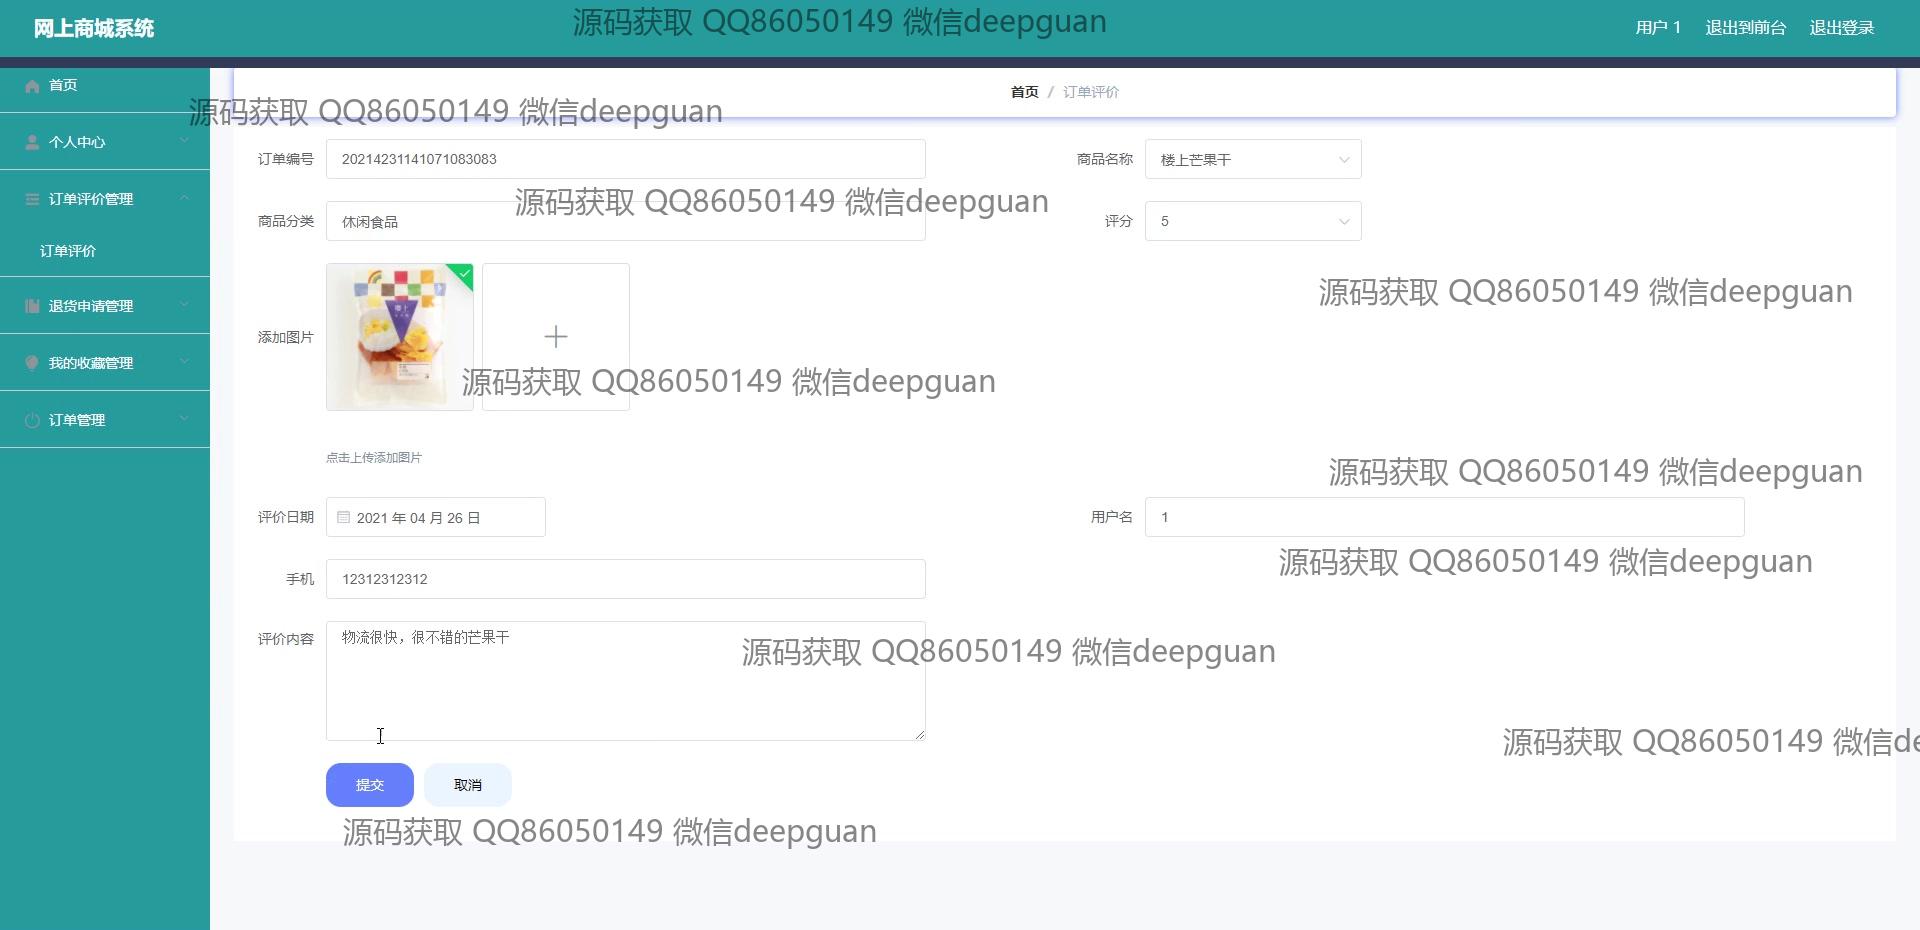 网上商城系统
源码获取 QQ86050149 微信deepguan
用户 1 退出到前台 退出登录
首页
首页 / 订单评价
源码获取 QQ86050149 微信deepguan
个人中心
订单编号 20214231141071083083 商品名称 楼上芒果干
订单评价管理
源码获取 QQ86050149 微信deepguan
商品分类 休闲食品 评分 5
订单评价
源码获取 QQ86050149 微信deepguan
退货申请管理
添加图片
楼上
我的收藏管理
源码获取 QQ86050149 微信deepguan
订单管理
点击上传添加图片
源码获取 QQ86050149 微信deepguan
评价日期 2021 年 04 月 26 日 用户名 1
源码获取 QQ86050149 微信deepguan
手机 12312312312
评价内容 物流很快，很不错的芒果干
源码获取 QQ86050149 微信deepguan
源码获取 QQ86050149 微信de
提交 取消
源码获取 QQ86050149 微信deepguan